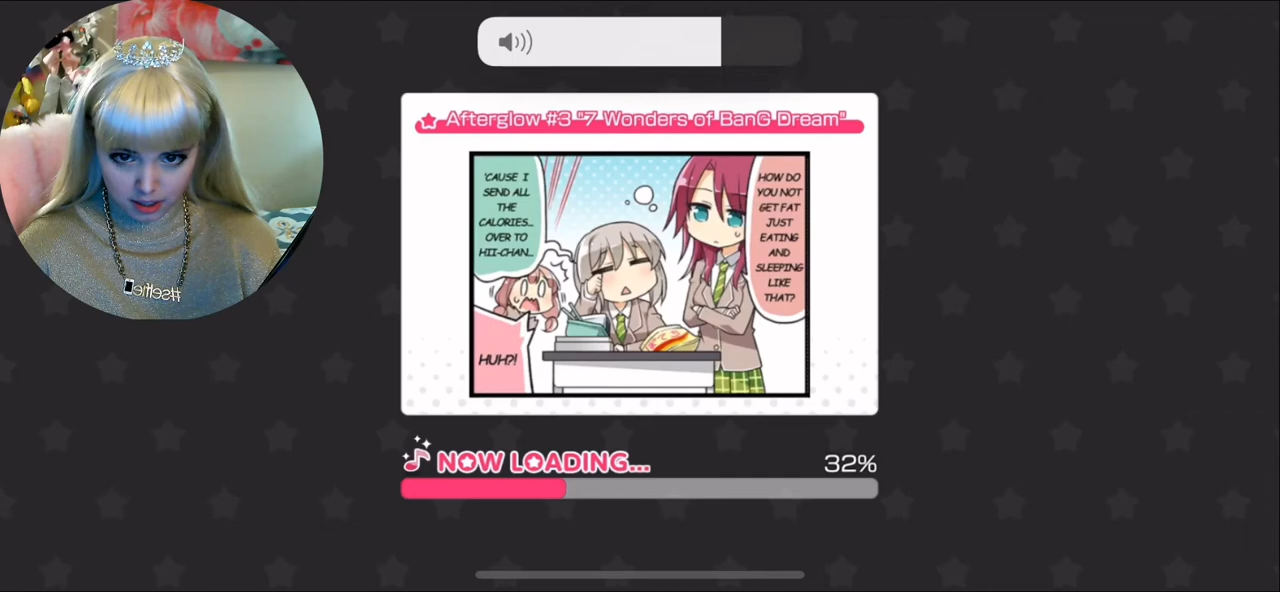 Afterglow #3 "7 Wonders of BanG Dream"
'CAUSE I
SEND ALL
THE
CALORIES...
OVER TO
HII-CHAN...
HOW DO
YOU NOT
GET FAT
JUST
EATING
AND
SLEEPING
LIKE
THAT?
HUH?!
NOW LOADING...
32%
#selfie